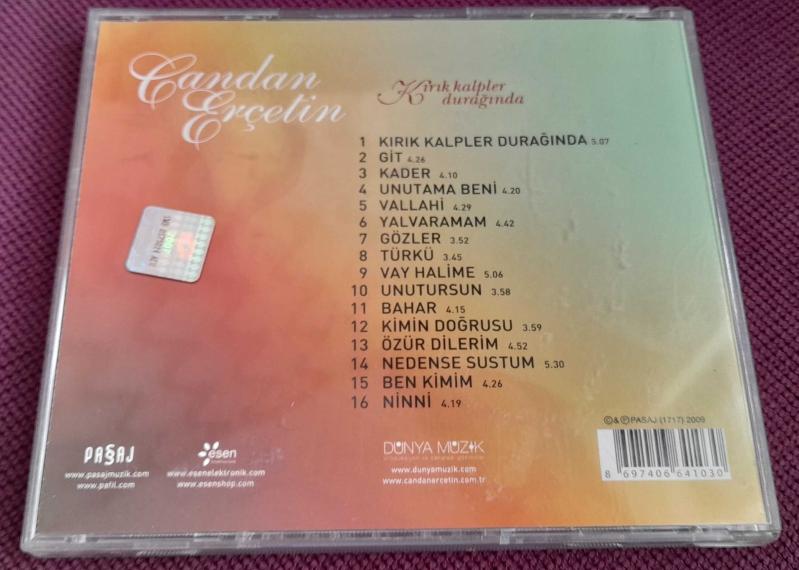 Candan
Erçetin
Kırık kalpler
durağında
1 KIRIK KALPLER DURAĞINDA 5.07
2 GİT 4.26
3 KADER 4.10
4 UNUTAMA BENİ 4.20
5 VALLAHİ 4.29
6 YALVARAMAM 4.42
7 GÖZLER 3.52
8 TÜRKÜ 3.45
9 VAY HALİME 5.06
10 UNUTURSUN 3.58
11 BAHAR 4.15
12 KİMİN DOĞRUSU 3.59
13 ÖZÜR DİLERİM 4.52
14 NEDENSE SUSTUM 5.30
15 BEN KİMİM 4.26
16 NİNNİ 4.19
©&℗PASAJ (1717) 2009
8 697406 641030
PASAJ
www.pasajmuzik.com
www.pafil.com
esen
www.esenelektronik.com
www.esenshop.com
DÜNYA MÜZİK
www.dunyamuzik.com
www.candanercetin.com.tr